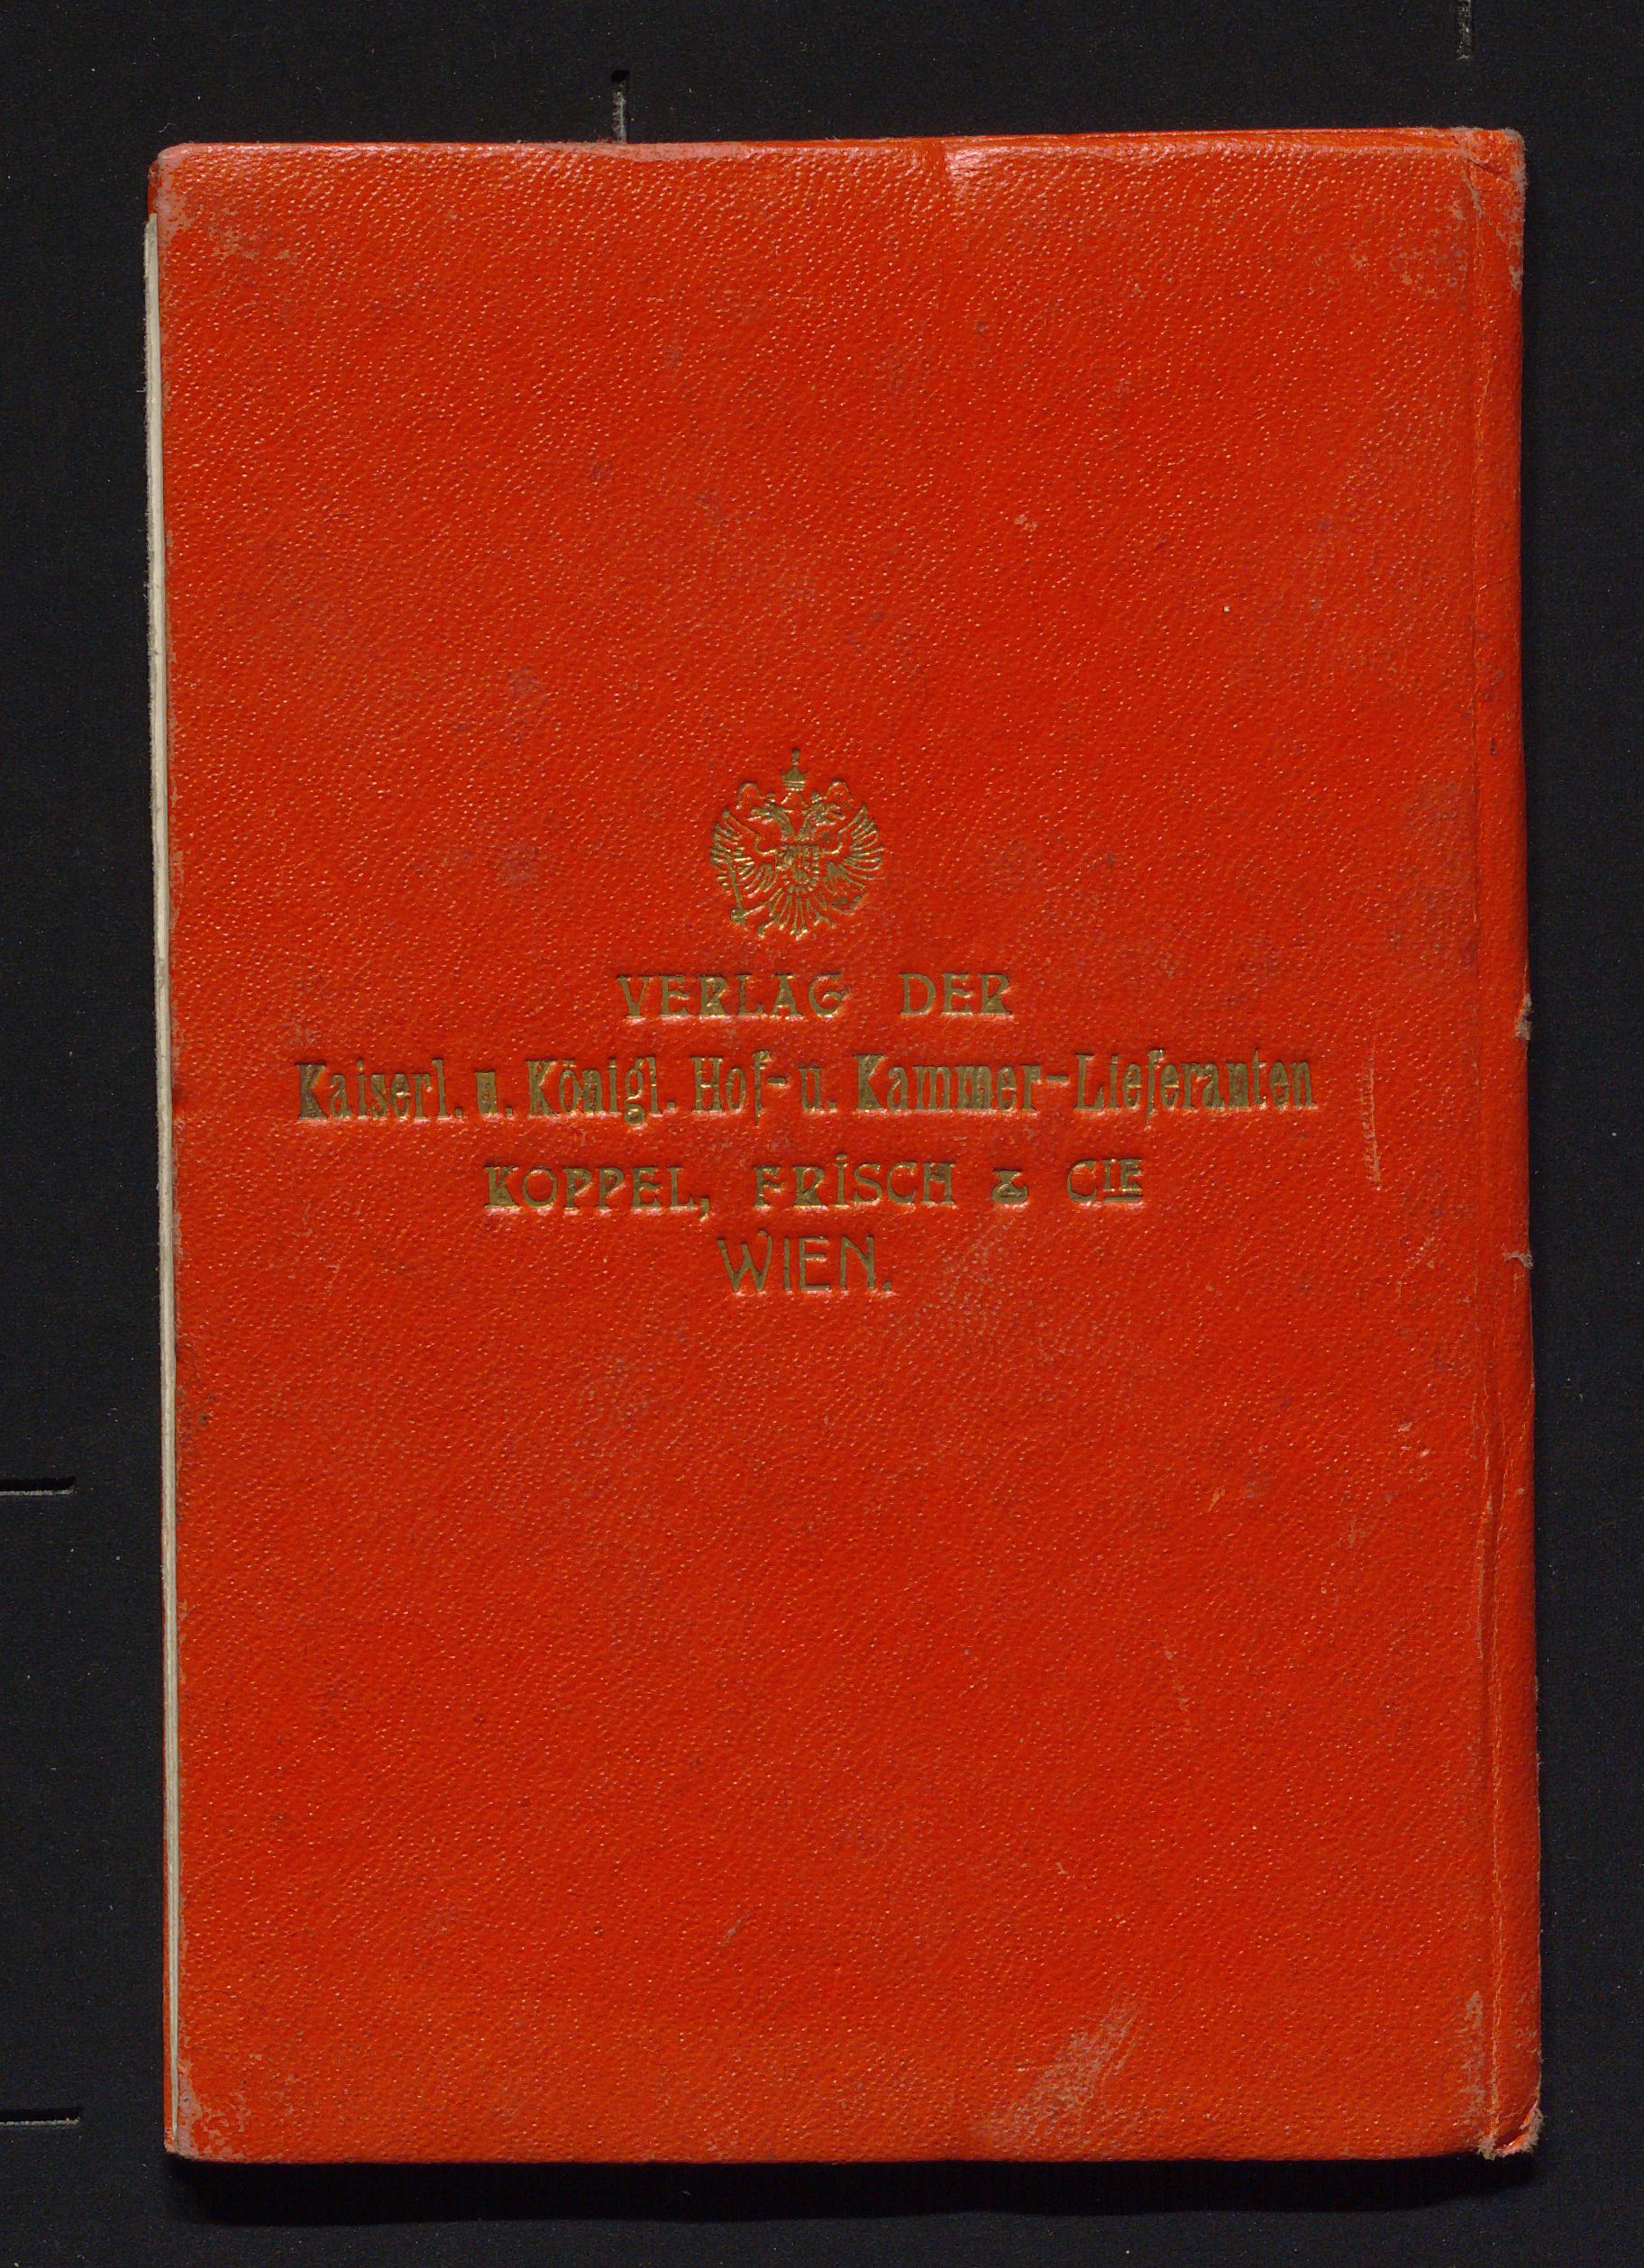 VERLAG DER
Kaiserl. u. Königl. Hof- u. Kammer-Lieferanten
KOPPEL, FRISCH & CIE
WIEN.